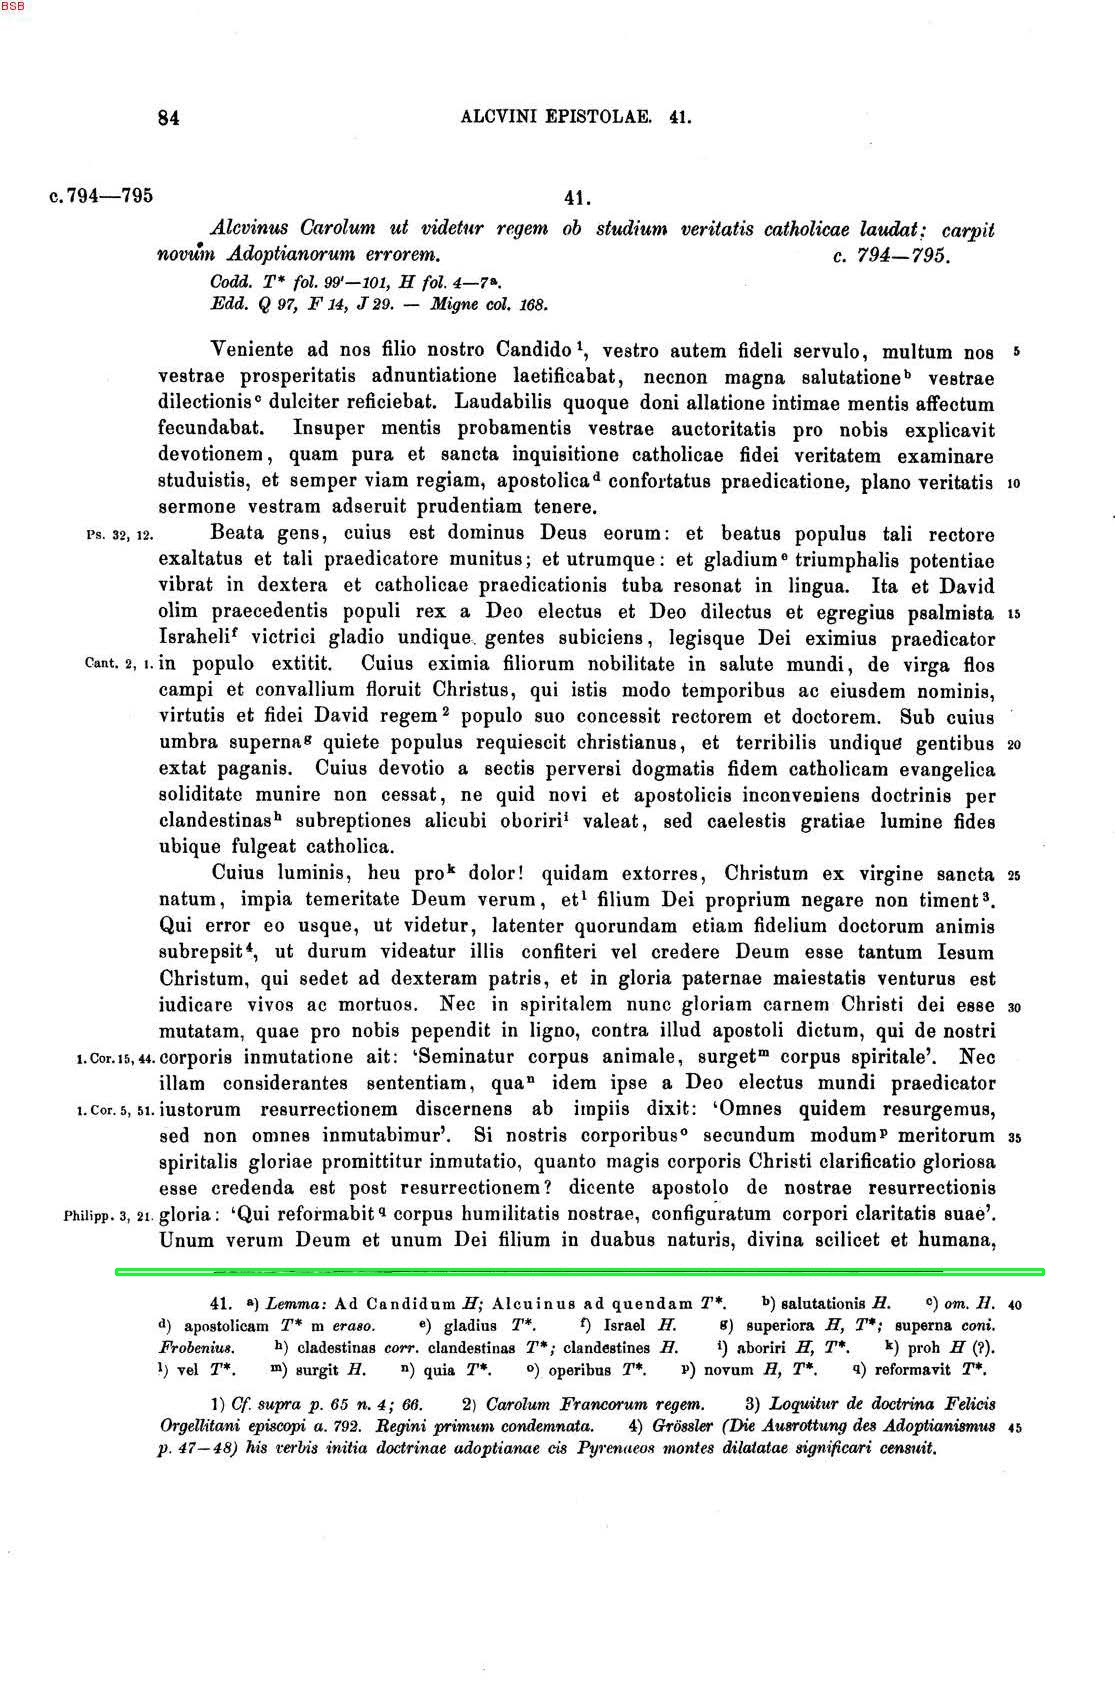 BSB
84 ALCVINI EPISTOLAE. 41.
c. 794—795 41.
Alcvinus Carolum ut videtur regem ob studium veritatis catholicae laudat; carpit
novum Adoptianorum errorem. c. 794—795.
Codd. T* fol. 99'—101, H fol. 4—7ᵃ.
Edd. Q 97, F 14, J 29. — Migne col. 168.
Veniente ad nos filio nostro Candido ¹, vestro autem fideli servulo, multum nos 5
vestrae prosperitatis adnuntiatione laetificabat, necnon magna salutatione ᵇ vestrae
dilectionis ᶜ dulciter reficiebat. Laudabilis quoque doni allatione intimae mentis affectum
fecundabat. Insuper mentis probamentis vestrae auctoritatis pro nobis explicavit
devotionem, quam pura et sancta inquisitione catholicae fidei veritatem examinare
studuistis, et semper viam regiam, apostolica ᵈ confortatus praedicatione, plano veritatis 10
sermone vestram adseruit prudentiam tenere.
Ps. 32, 12. Beata gens, cuius est dominus Deus eorum: et beatus populus tali rectore
exaltatus et tali praedicatore munitus; et utrumque: et gladium ᵉ triumphalis potentiae
vibrat in dextera et catholicae praedicationis tuba resonat in lingua. Ita et David
olim praecedentis populi rex a Deo electus et Deo dilectus et egregius psalmista 15
Israheli ᶠ victrici gladio undique gentes subiciens, legisque Dei eximius praedicator
Cant. 2, 1. in populo extitit. Cuius eximia filiorum nobilitate in salute mundi, de virga flos
campi et convallium floruit Christus, qui istis modo temporibus ac eiusdem nominis,
virtutis et fidei David regem ² populo suo concessit rectorem et doctorem. Sub cuius
umbra superna ᵍ quiete populus requiescit christianus, et terribilis undique gentibus 20
extat paganis. Cuius devotio a sectis perversi dogmatis fidem catholicam evangelica
soliditate munire non cessat, ne quid novi et apostolicis inconveniens doctrinis per
clandestinas ʰ subreptiones alicubi oboriri ⁱ valeat, sed caelestis gratiae lumine fides
ubique fulgeat catholica.
Cuius luminis, heu pro ᵏ dolor! quidam extorres, Christum ex virgine sancta 25
natum, impia temeritate Deum verum, et ˡ filium Dei proprium negare non timent ³.
Qui error eo usque, ut videtur, latenter quorundam etiam fidelium doctorum animis
subrepsit ⁴, ut durum videatur illis confiteri vel credere Deum esse tantum Iesum
Christum, qui sedet ad dexteram patris, et in gloria paternae maiestatis venturus est
iudicare vivos ac mortuos. Nec in spiritalem nunc gloriam carnem Christi dei esse 30
mutatam, quae pro nobis pependit in ligno, contra illud apostoli dictum, qui de nostri
1. Cor. 15, 44. corporis inmutatione ait: ‘Seminatur corpus animale, surget ᵐ corpus spiritale’. Nec
illam considerantes sententiam, qua ⁿ idem ipse a Deo electus mundi praedicator
1. Cor. 5, 51. iustorum resurrectionem discernens ab impiis dixit: ‘Omnes quidem resurgemus,
sed non omnes inmutabimur’. Si nostris corporibus ᵒ secundum modum ᵖ meritorum 35
spiritalis gloriae promittitur inmutatio, quanto magis corporis Christi clarificatio gloriosa
esse credenda est post resurrectionem? dicente apostolo de nostrae resurrectionis
Philipp. 3, 21. gloria: ‘Qui reformabit q corpus humilitatis nostrae, configuratum corpori claritatis suae’.
Unum verum Deum et unum Dei filium in duabus naturis, divina scilicet et humana,
41. ᵃ) Lemma: Ad Candidum H; Alcuinus ad quendam T*. ᵇ) salutationis H. ᶜ) om. H. 40
ᵈ) apostolicam T* m eraso. ᵉ) gladius T*. ᶠ) Israel H. ᵍ) superiora H, T*; superna coni.
Frobenius. ʰ) cladestinas corr. clandestinas T*; clandestines H. ⁱ) aboriri H, T*. ᵏ) proh H (?).
ˡ) vel T*. ᵐ) surgit H. ⁿ) quia T*. ᵒ) operibus T*. ᵖ) novum H, T*. q) reformavit T*.
1) Cf. supra p. 65 n. 4; 66. 2) Carolum Francorum regem. 3) Loquitur de doctrina Felicis
Orgellitani episcopi a. 792. Regini primum condemnata. 4) Grössler (Die Ausrottung des Adoptianismus 45
p. 47—48) his verbis initia doctrinae adoptianae cis Pyrenaeos montes dilatatae significari censuit.